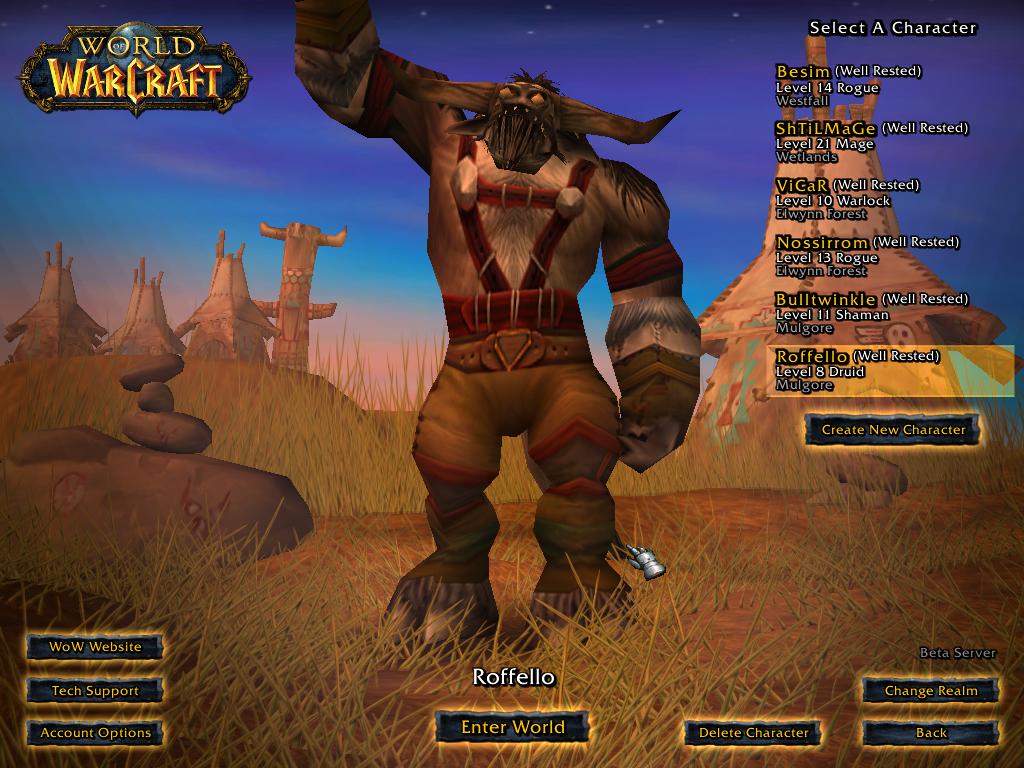 WORLD
OF
WARCRAFT
Select A Character
Besim (Well Rested)
Level 14 Rogue
Westfall
ShTiLMaGe (Well Rested)
Level 21 Mage
Wetlands
ViGaR (Well Rested)
Level 10 Warlock
Elwynn Forest
Nossirrom (Well Rested)
Level 13 Rogue
Elwynn Forest
Bulltwinkle (Well Rested)
Level 11 Shaman
Mulgore
Roffello (Well Rested)
Level 8 Druid
Mulgore
Create New Character
WoW Website
Tech Support
Account Options
Roffello
Enter World
Delete Character
Beta Server
Change Realm
Back